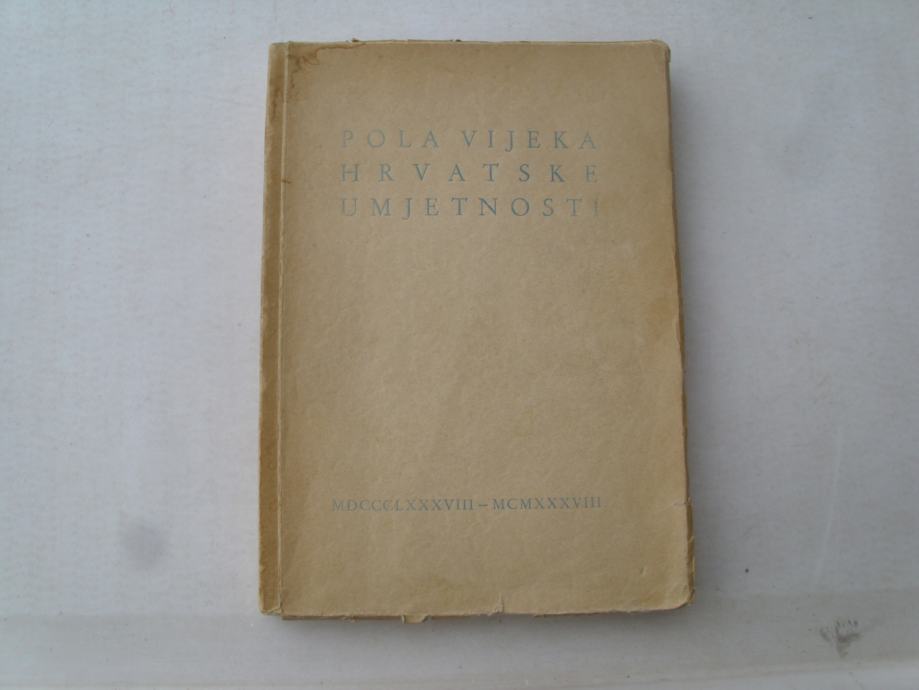 POLA VIJEKA
HRVATSKE
UMJETNOSTI
MDCCCLXXXVIII – MCMXXXVIII